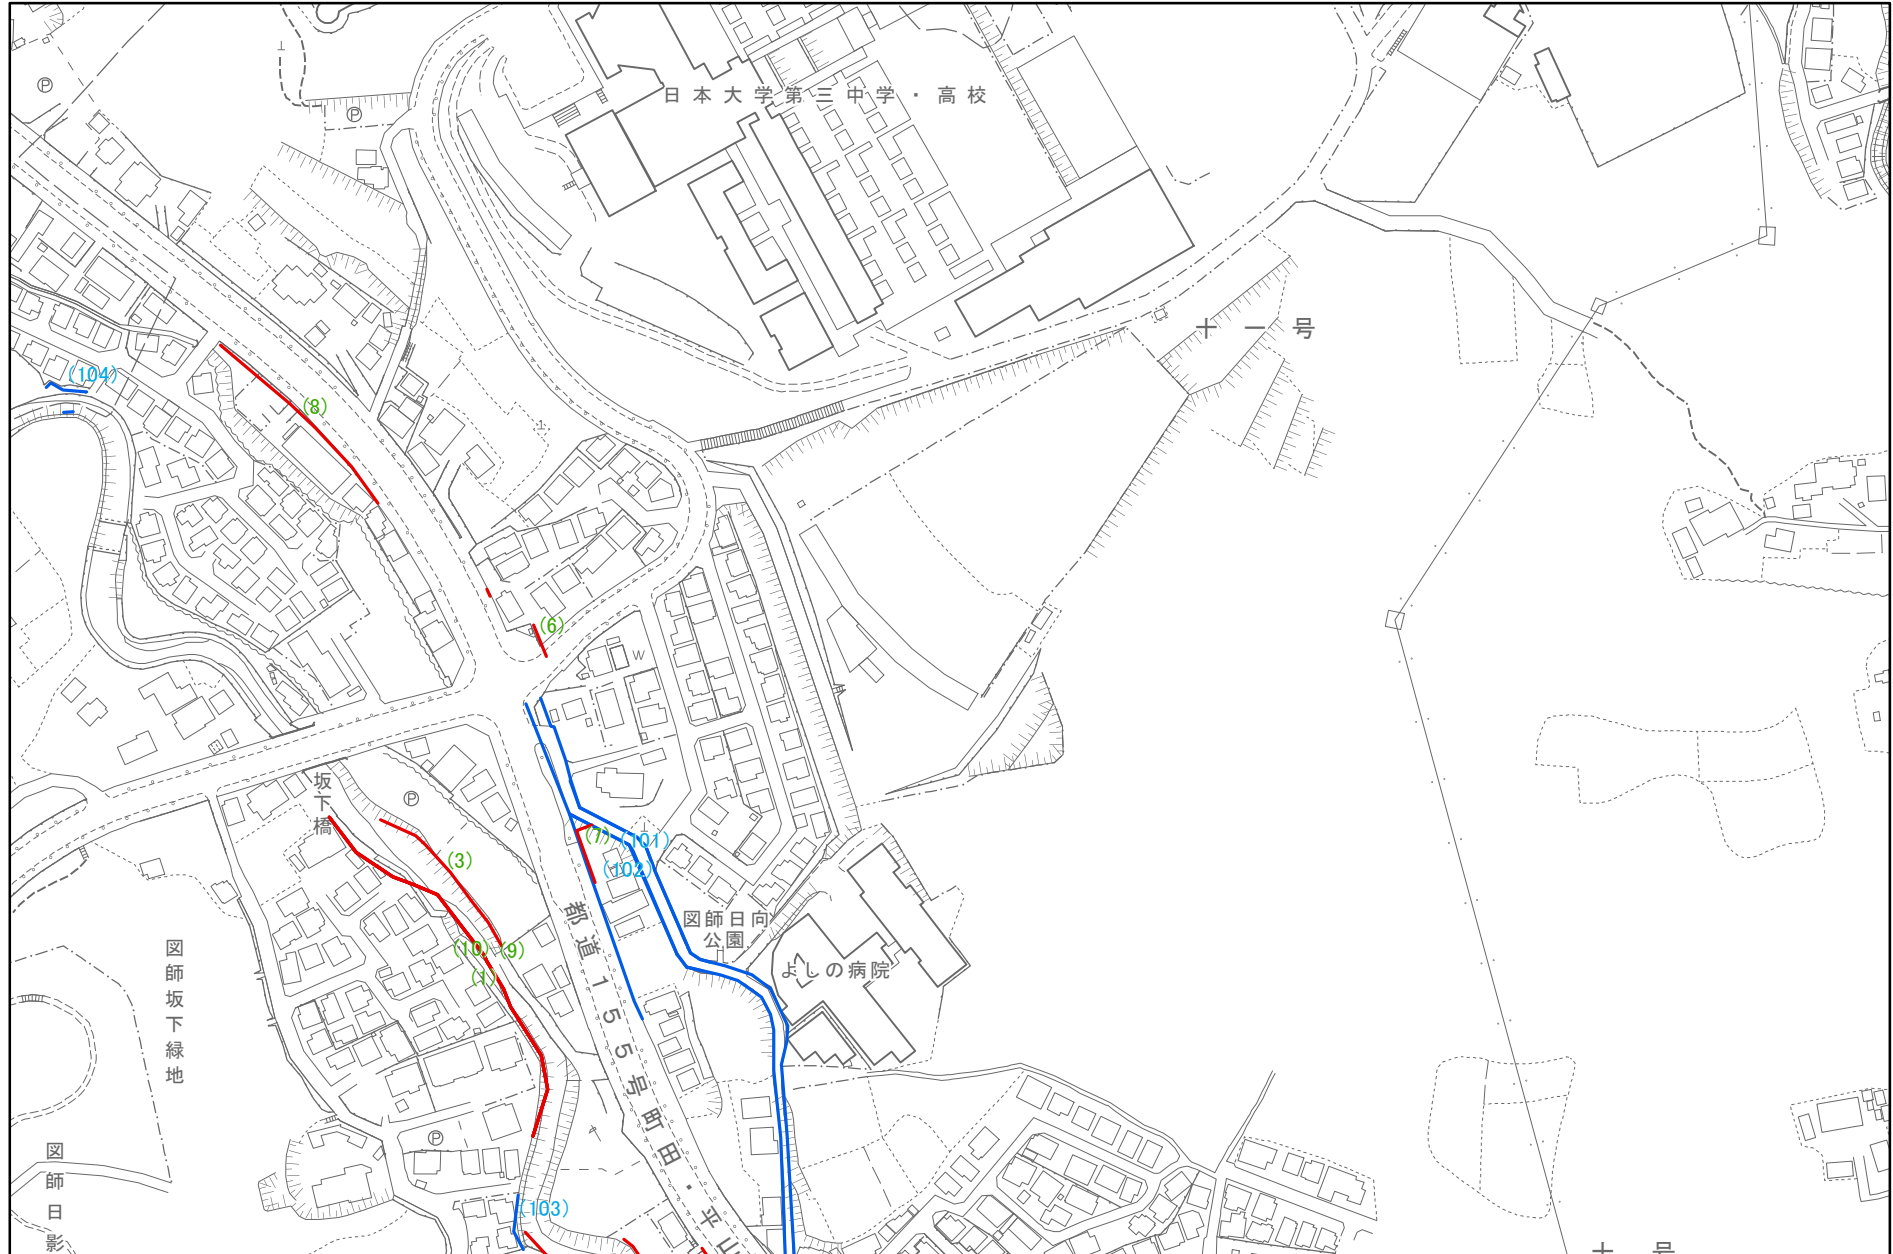 日本大学第三中学・高校
Ⓟ
Ⓟ
十一号
(104)
(8)
(6)
W
坂下橋
Ⓟ
(7)
(101)
(102)
(3)
都道155号町田・平山
図師日向
公園
(10)
(9)
(1)
よしの病院
図師坂下緑地
Ⓟ
図師日影
(103)
十号